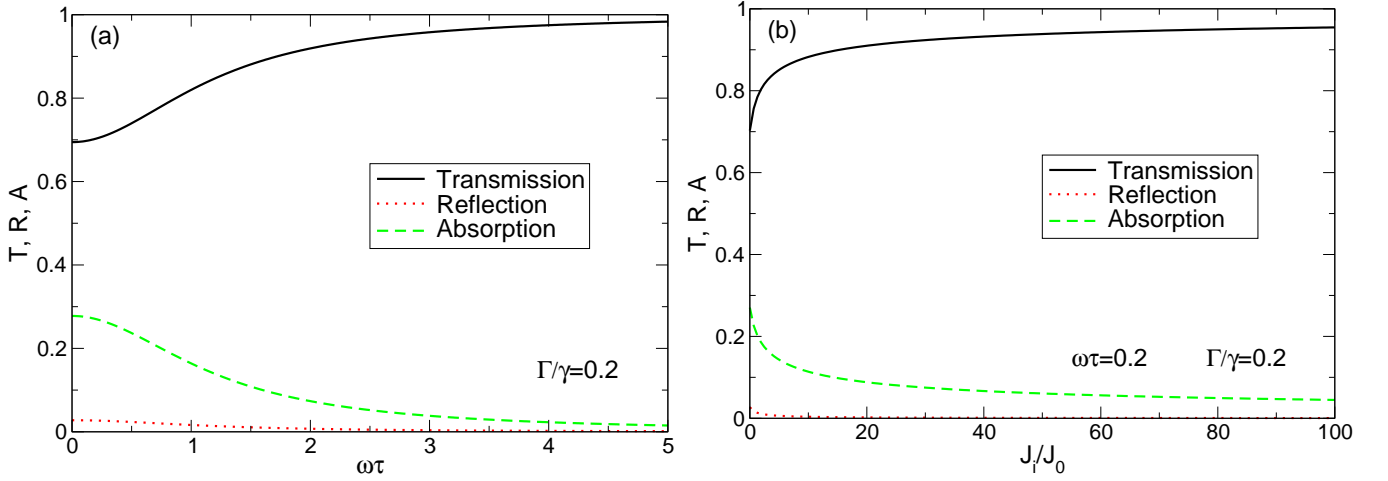 (a)
1
0.8
0.6
0.4
0.2
0
T, R, A
Transmission
Reflection
Absorption
Γ/γ=0.2
0 1 2 3 4 5
ωτ
(b)
1
0.8
0.6
0.4
0.2
0
T, R, A
Transmission
Reflection
Absorption
ωτ=0.2 Γ/γ=0.2
0 20 40 60 80 100
J_i/J_0